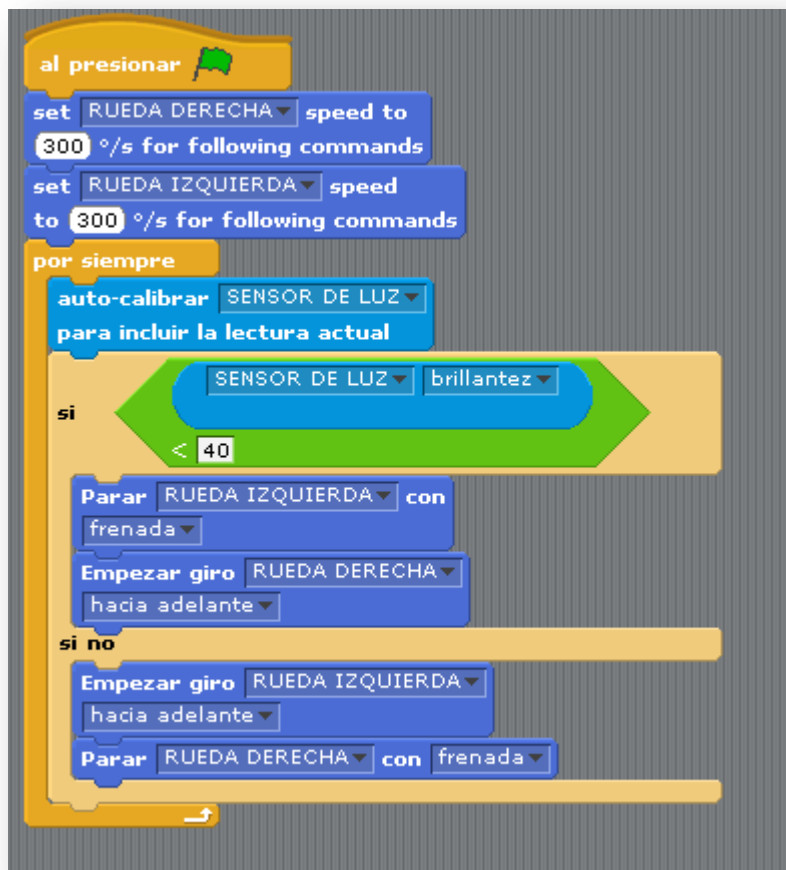 al presionar
set RUEDA DERECHA speed to
300 º/s for following commands
set RUEDA IZQUIERDA speed
to 300 º/s for following commands
por siempre
auto-calibrar SENSOR DE LUZ
para incluir la lectura actual
SENSOR DE LUZ brillantez
si
< 40
Parar RUEDA IZQUIERDA con
frenada
Empezar giro RUEDA DERECHA
hacia adelante
si no
Empezar giro RUEDA IZQUIERDA
hacia adelante
Parar RUEDA DERECHA con frenada